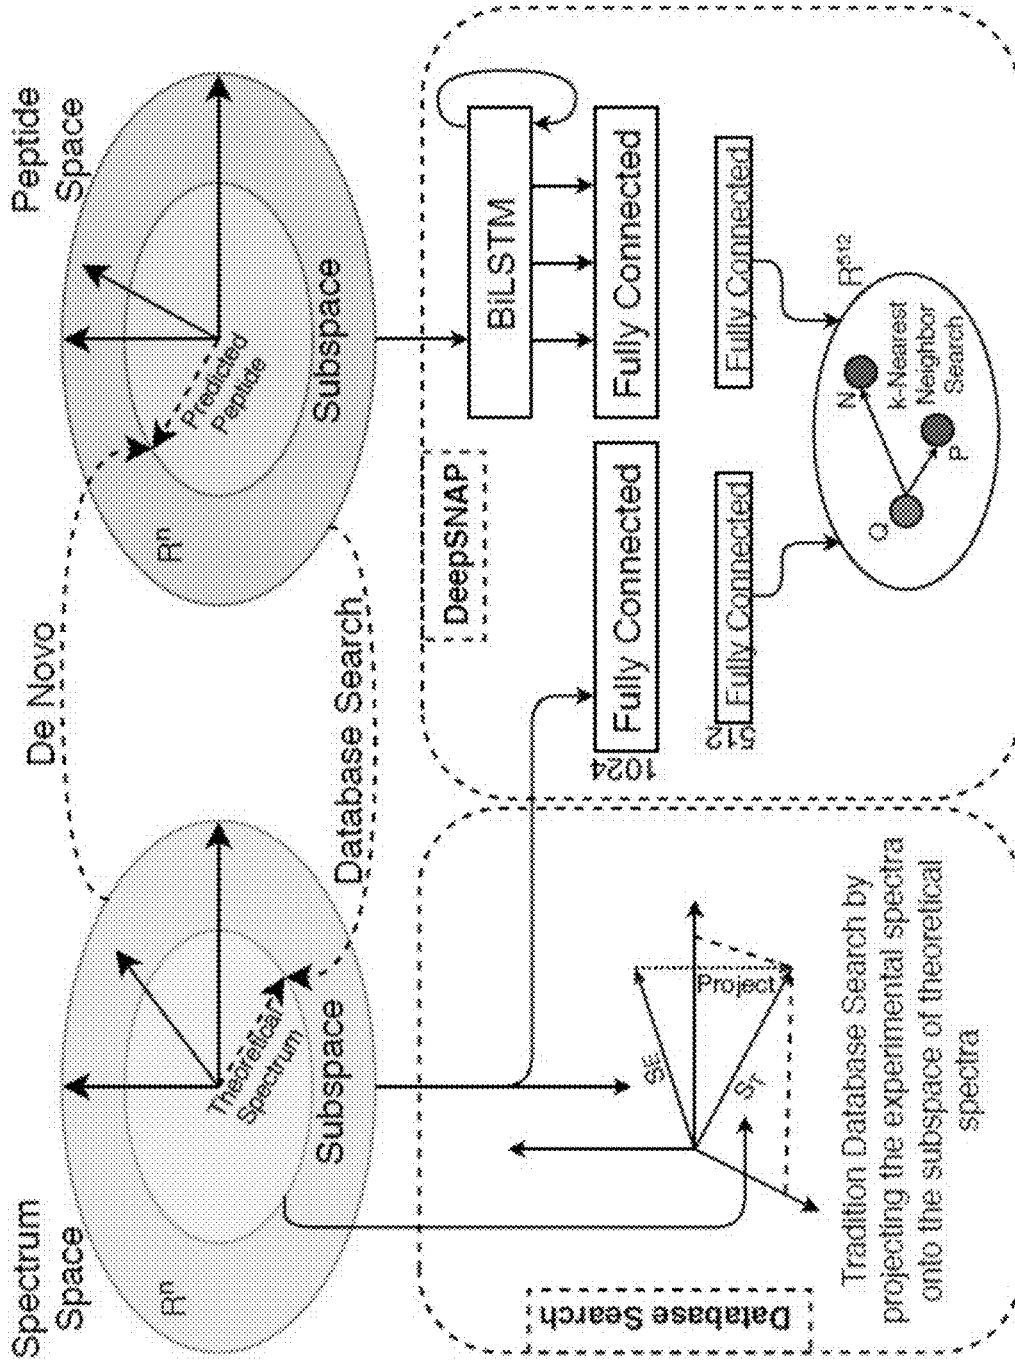 Spectrum
Space
De Novo
Peptide
Space
Rⁿ
Theoretical
Spectrum
Subspace
Database Search
Rⁿ
Predicted
Peptide
Subspace
Database Search
SE
Project
ST
Tradition Database Search by
projecting the experimental spectra
onto the subspace of theoretical
spectra
DeepSNAP
BiLSTM
1024
Fully Connected
Fully Connected
512
Fully Connected
Fully Connected
R⁵¹²
Q
N
P
k-Nearest
Neighbor
Search